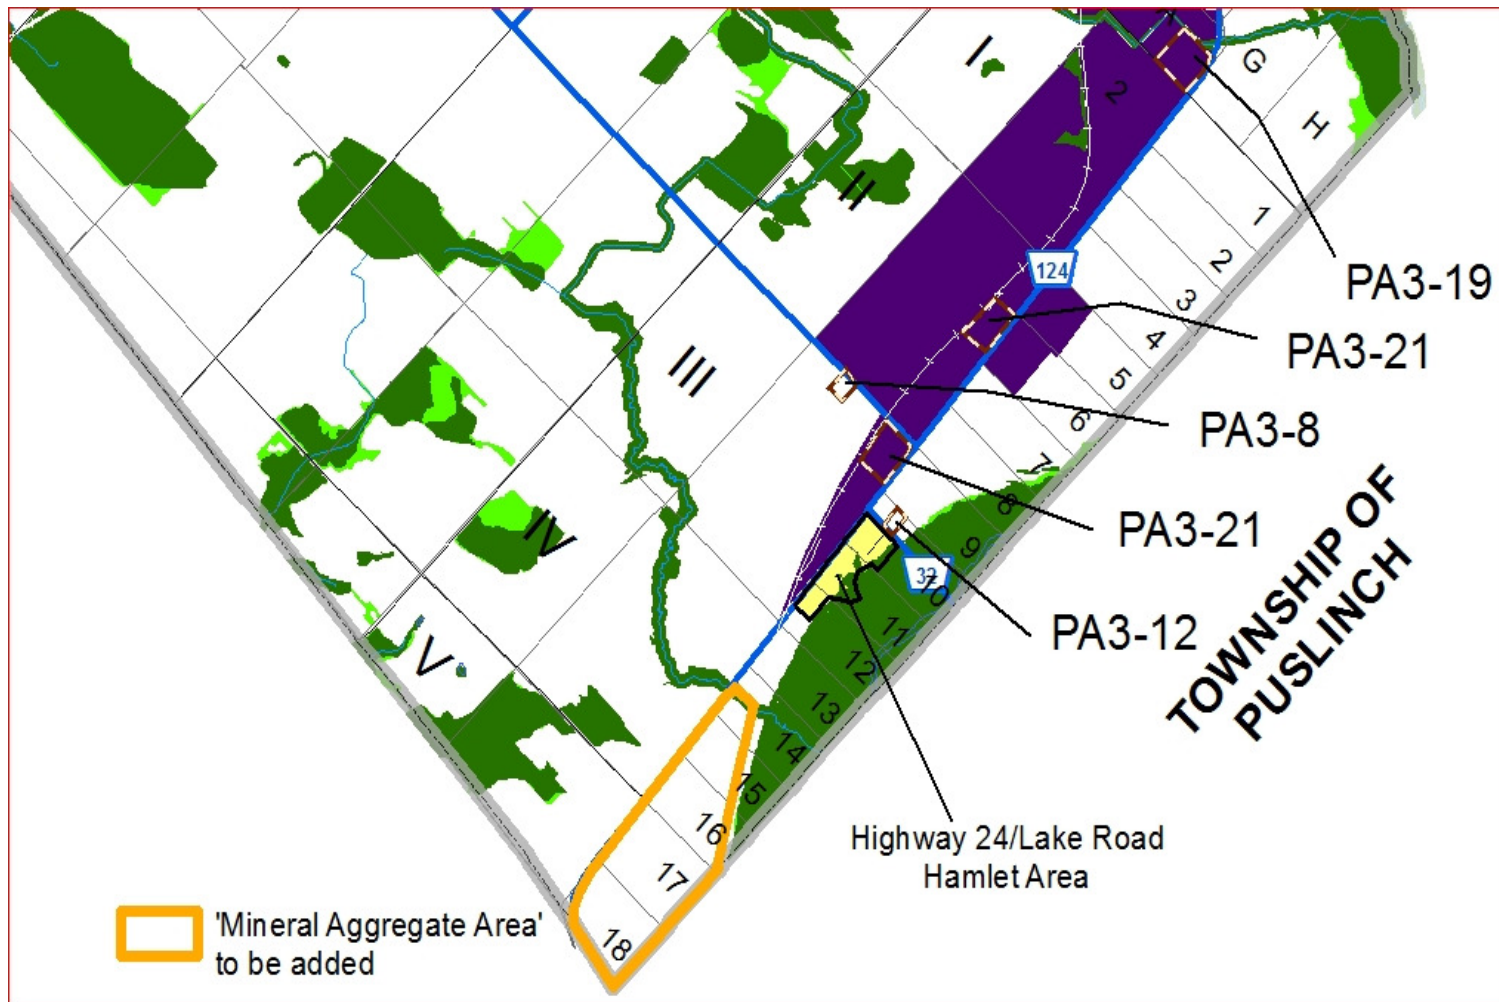 I
2
G
H
II
1
2
124
PA3-19
3
4
PA3-21
III
5
PA3-8
6
7
8
PA3-21
IV
9
32
10
TOWNSHIP OF
PUSLINCH
11
PA3-12
V
12
13
14
15
16
Highway 24/Lake Road
Hamlet Area
17
'Mineral Aggregate Area'
to be added
18